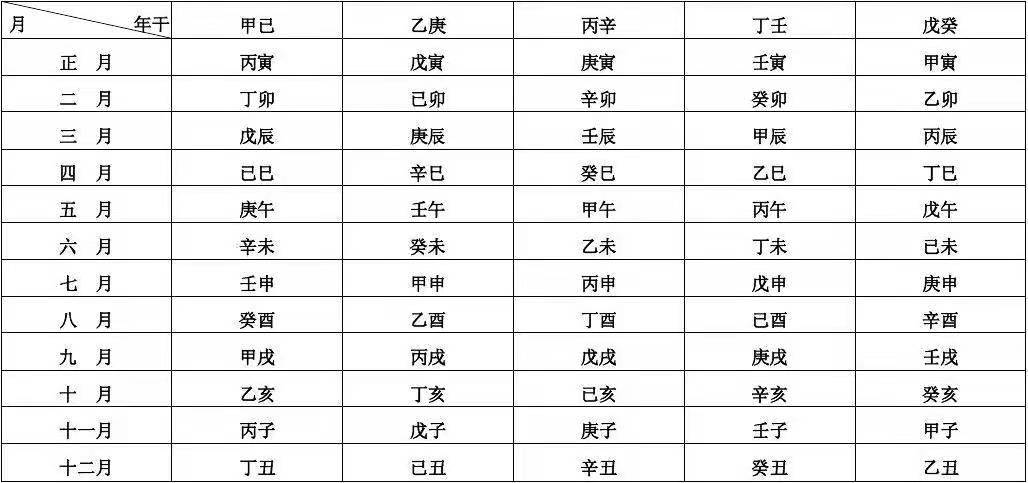 月 年干 甲已 乙庚 丙辛 丁壬 戊癸
正 月 丙寅 戊寅 庚寅 壬寅 甲寅
二 月 丁卯 已卯 辛卯 癸卯 乙卯
三 月 戊辰 庚辰 壬辰 甲辰 丙辰
四 月 已巳 辛巳 癸巳 乙巳 丁巳
五 月 庚午 壬午 甲午 丙午 戊午
六 月 辛未 癸未 乙未 丁未 已未
七 月 壬申 甲申 丙申 戊申 庚申
八 月 癸酉 乙酉 丁酉 已酉 辛酉
九 月 甲戌 丙戌 戊戌 庚戌 壬戌
十 月 乙亥 丁亥 已亥 辛亥 癸亥
十一月 丙子 戊子 庚子 壬子 甲子
十二月 丁丑 已丑 辛丑 癸丑 乙丑